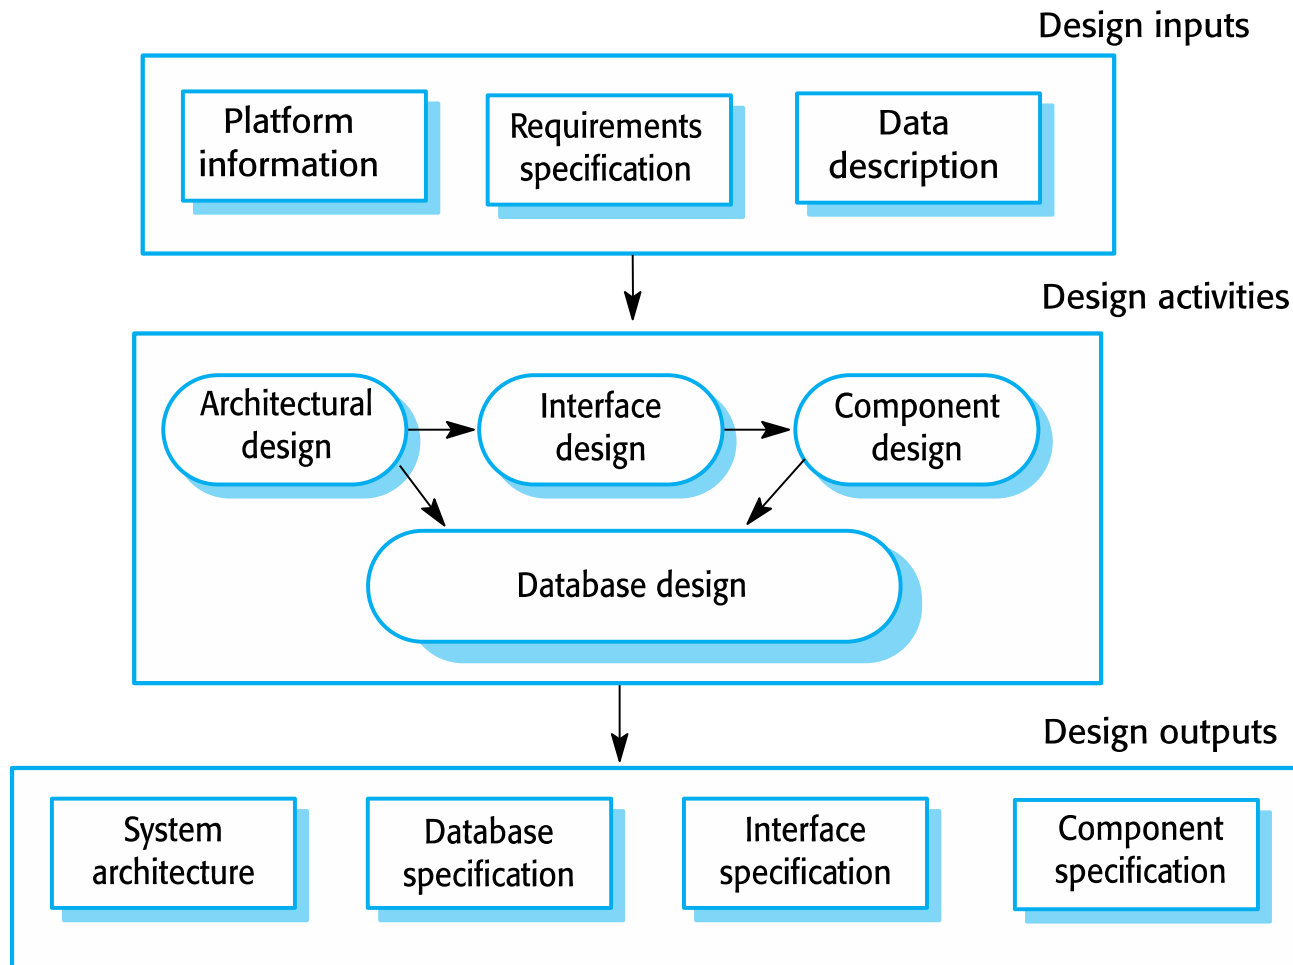 Design inputs
Platform
information
Requirements
specification
Data
description
Design activities
Architectural
design
Interface
design
Component
design
Database design
Design outputs
System
architecture
Database
specification
Interface
specification
Component
specification